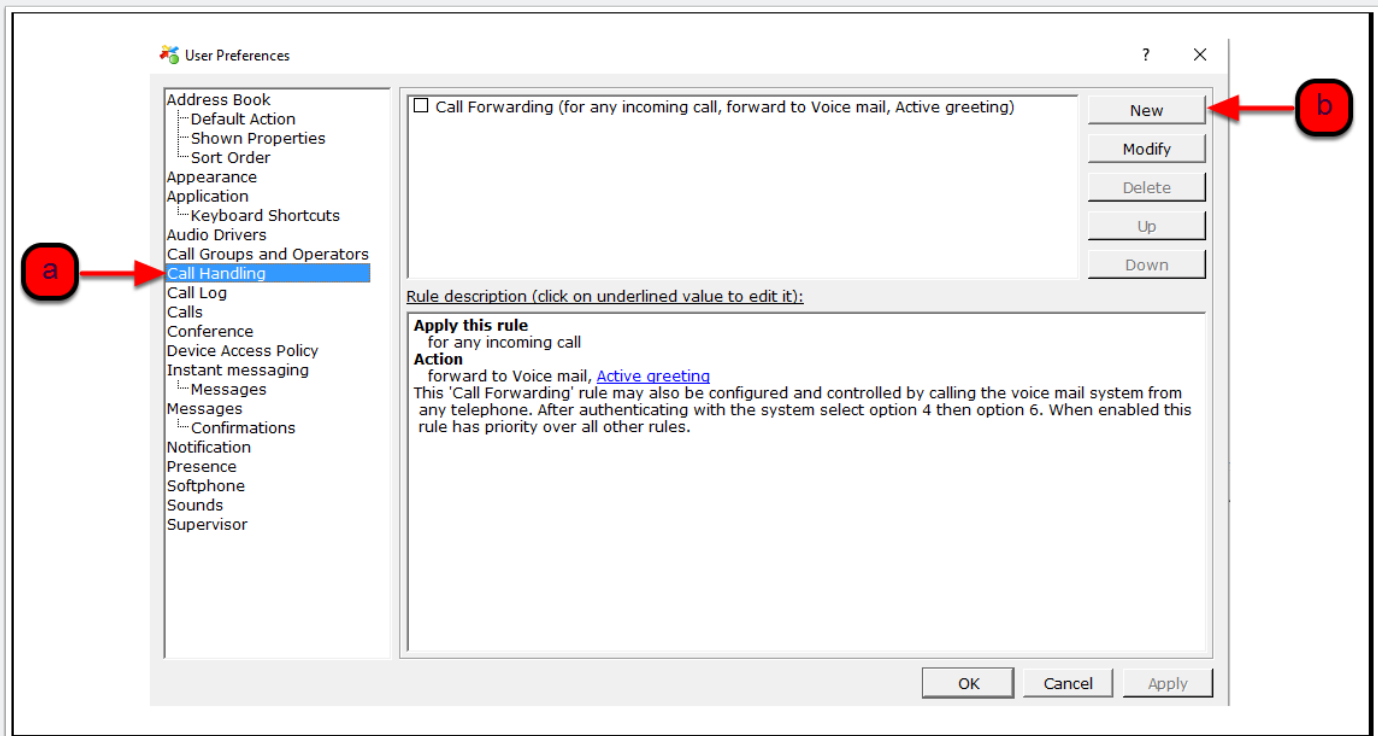 User Preferences
?
Address Book
Default Action
Shown Properties
Sort Order
Appearance
Application
Keyboard Shortcuts
Audio Drivers
Call Groups and Operators
Call Handling
Call Log
Calls
Conference
Device Access Policy
Instant messaging
Messages
Messages
Confirmations
Notification
Presence
Softphone
Sounds
Supervisor
a
Call Forwarding (for any incoming call, forward to Voice mail, Active greeting)
New
Modify
Delete
Up
Down
b
Rule description (click on underlined value to edit it):
Apply this rule
for any incoming call
Action
forward to Voice mail, Active greeting
This 'Call Forwarding' rule may also be configured and controlled by calling the voice mail system from
any telephone. After authenticating with the system select option 4 then option 6. When enabled this
rule has priority over all other rules.
OK
Cancel
Apply